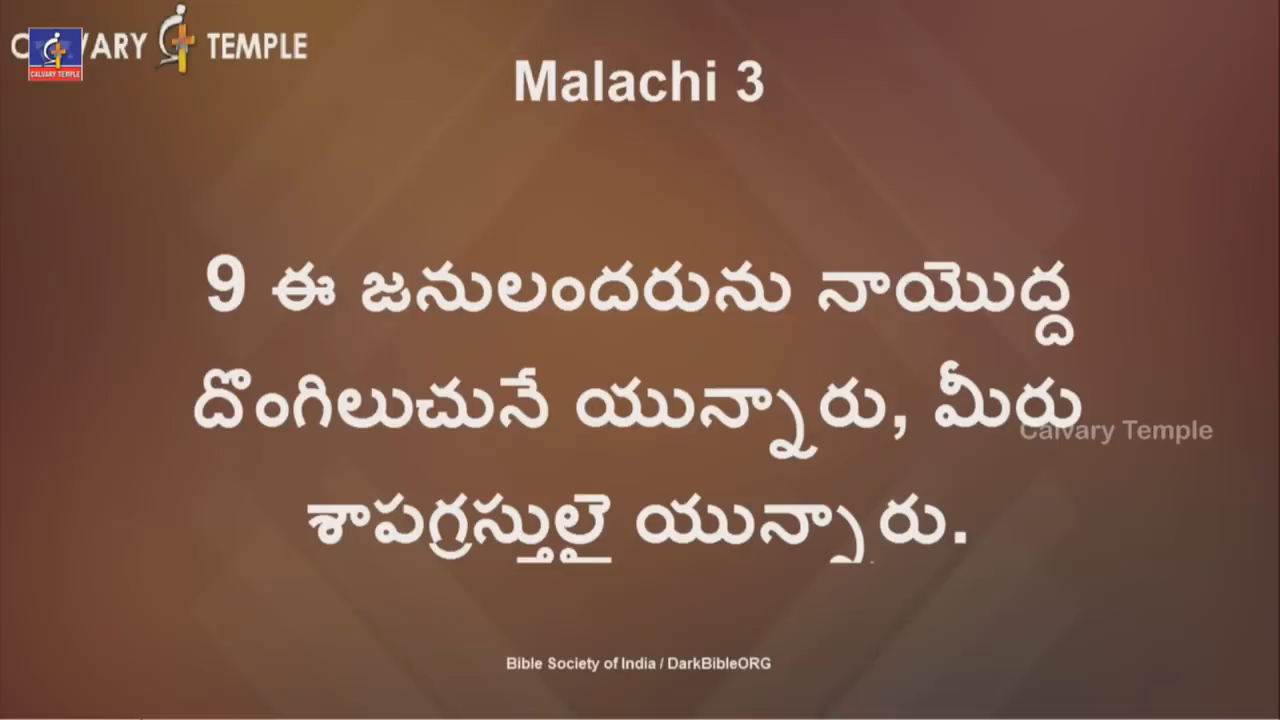 CALVARY TEMPLE
CALVARY TEMPLE
Malachi 3
9 ఈ జనులందరును నాయొద్ద
దొంగిలుచునే యున్నారు, మీరు
Calvary Temple
శాపగ్రస్తులై యున్నారు.
Bible Society of India / DarkBibleORG